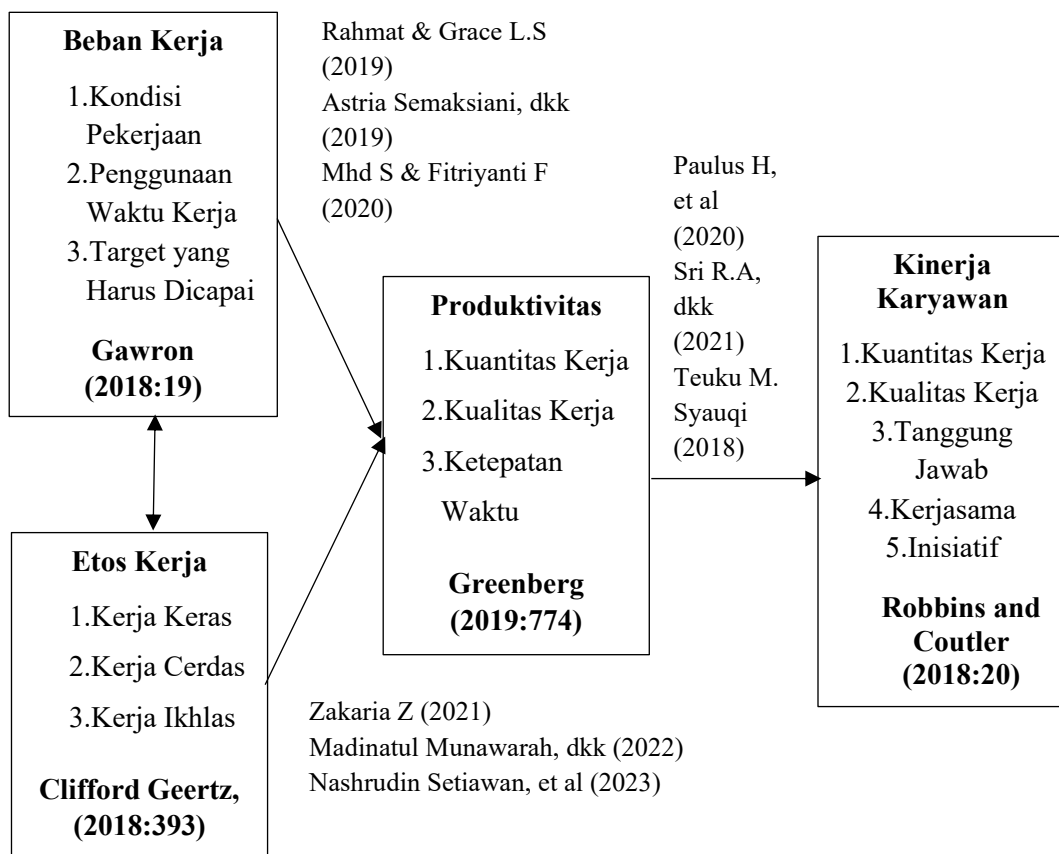 Beban Kerja
1.Kondisi
Pekerjaan
2.Penggunaan
Waktu Kerja
3.Target yang
Harus Dicapai
Gawron
(2018:19)
Rahmat & Grace L.S
(2019)
Astria Semaksiani, dkk
(2019)
Mhd S & Fitriyanti F
(2020)
Etos Kerja
1.Kerja Keras
2.Kerja Cerdas
3.Kerja Ikhlas
Clifford Geertz,
(2018:393)
Zakaria Z (2021)
Madinatul Munawarah, dkk (2022)
Nashrudin Setiawan, et al (2023)
Produktivitas
1.Kuantitas Kerja
2.Kualitas Kerja
3.Ketepatan
Waktu
Greenberg
(2019:774)
Paulus H,
et al
(2020)
Sri R.A,
dkk
(2021)
Teuku M.
Syauqi
(2018)
Kinerja
Karyawan
1.Kuantitas Kerja
2.Kualitas Kerja
3.Tanggung
Jawab
4.Kerjasama
5.Inisiatif
Robbins and
Coutler
(2018:20)